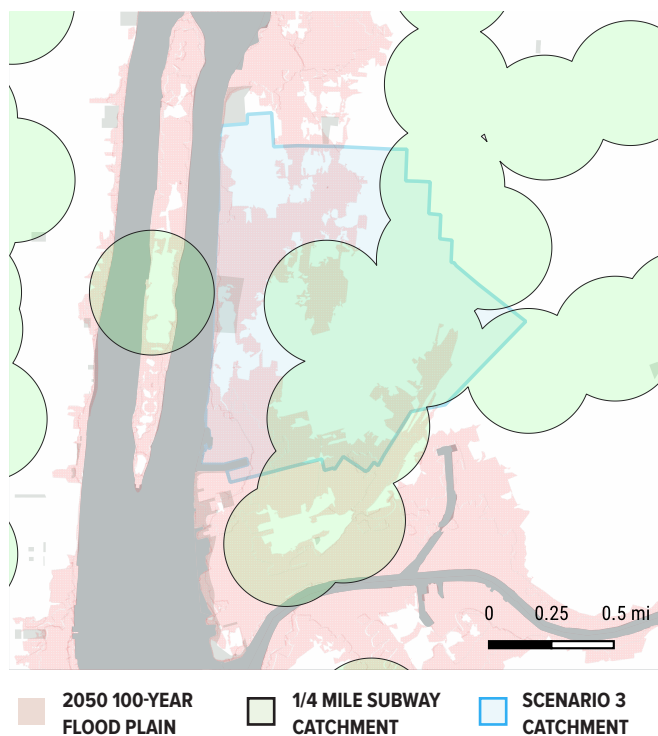 0 0.25 0.5 mi
2050 100-YEAR
FLOOD PLAIN
1/4 MILE SUBWAY
CATCHMENT
SCENARIO 3
CATCHMENT